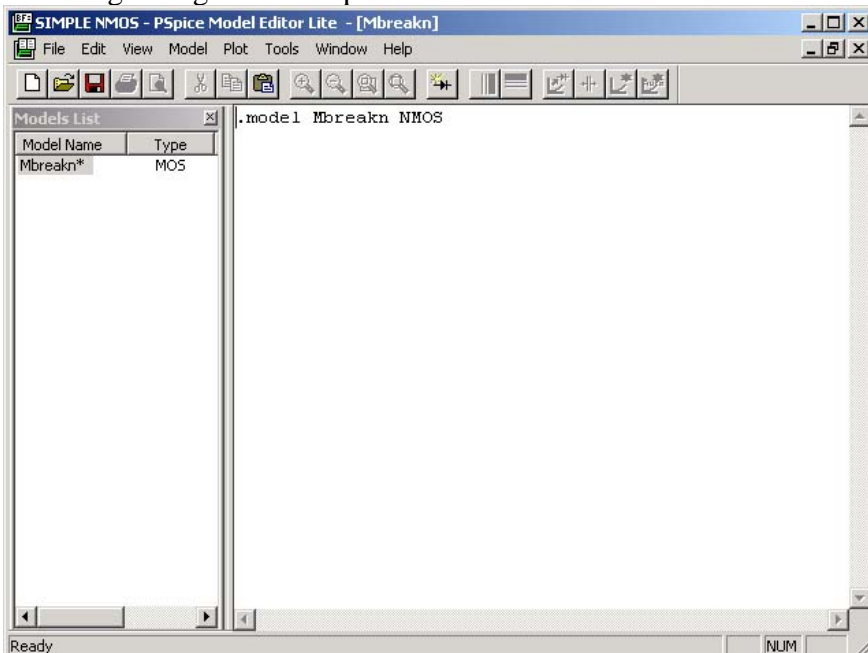 SIMPLE NMOS - PSpice Model Editor Lite - [Mbreakn]
File Edit View Model Plot Tools Window Help
Models List
Model Name Type
Mbreakn* MOS
.model Mbreakn NMOS
Ready
NUM